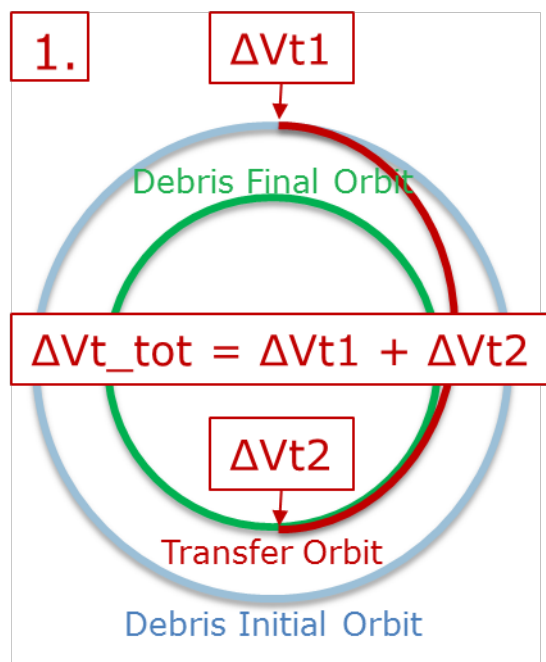 1.
ΔVt1
Debris Final Orbit
ΔVt_tot = ΔVt1 + ΔVt2
ΔVt2
Transfer Orbit
Debris Initial Orbit